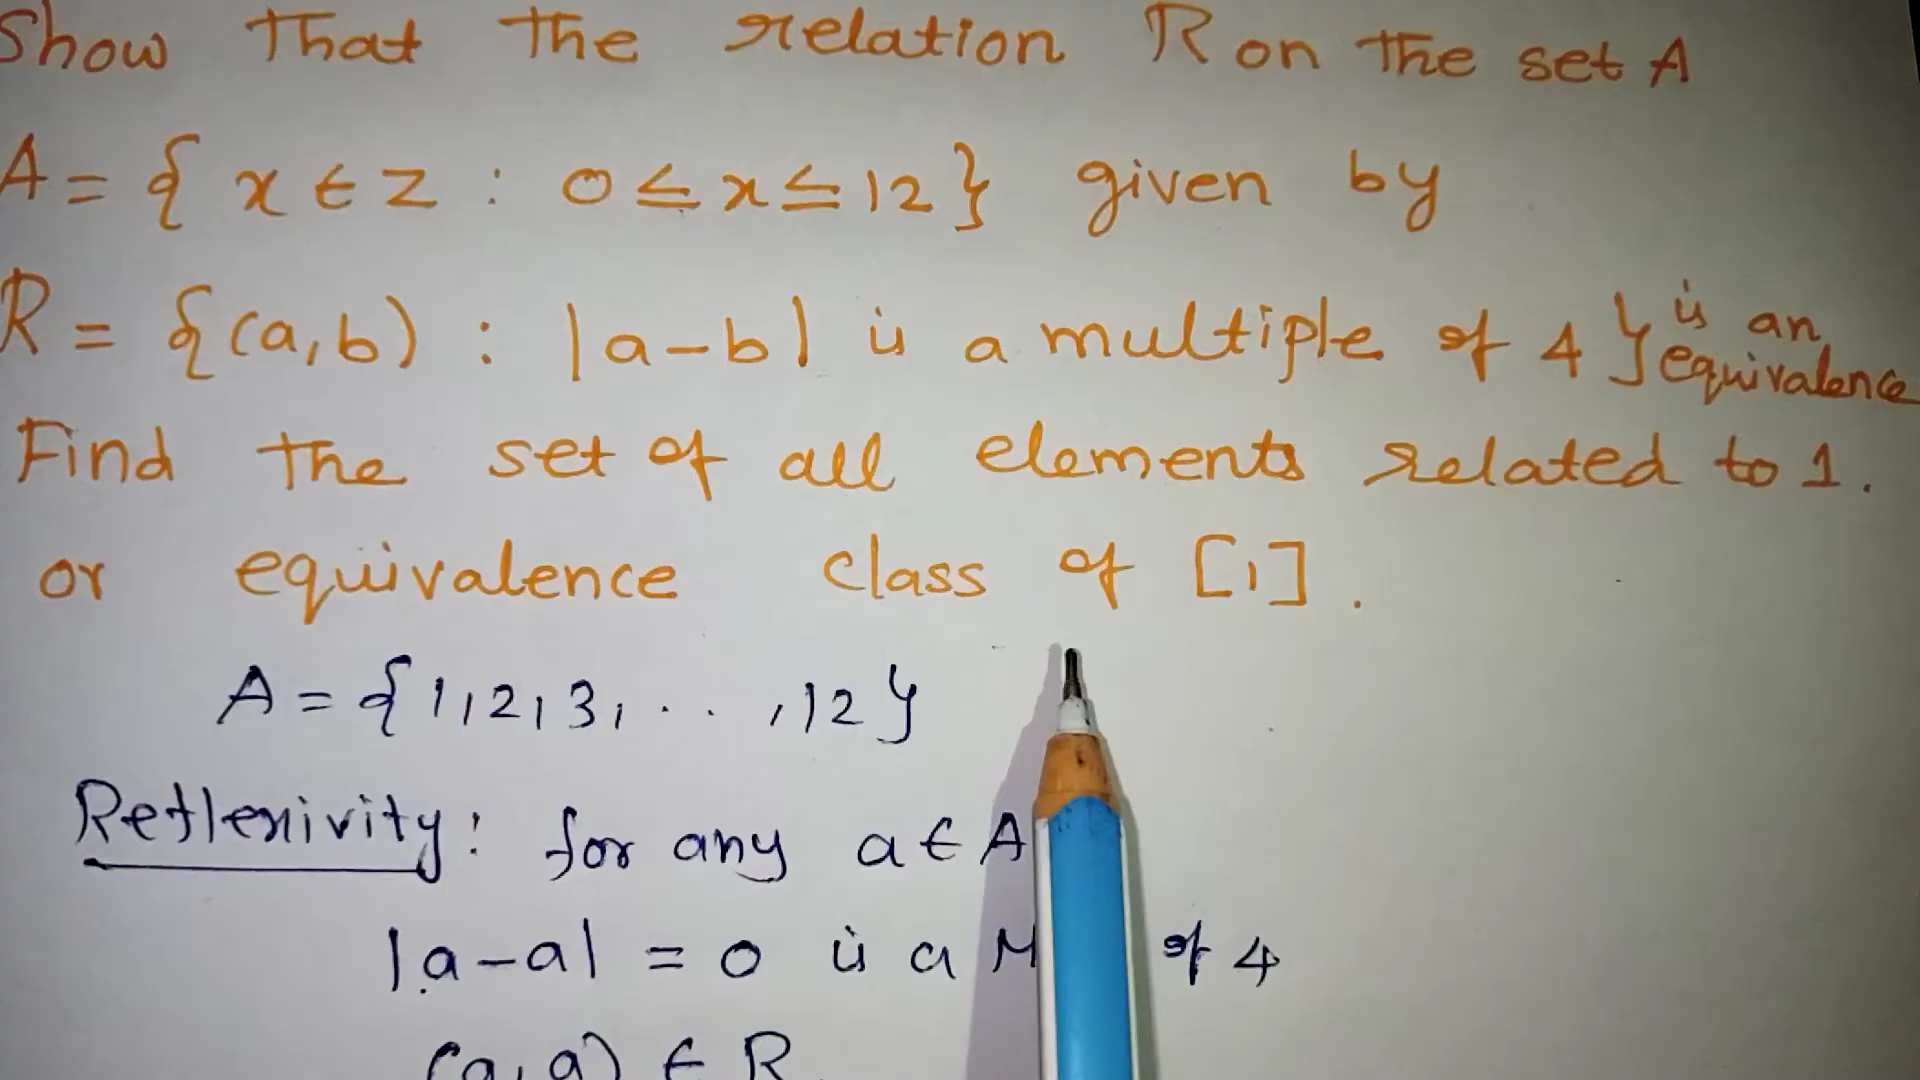 Show That the relation R on the set A
A = { x ∈ Z : 0 ≤ x ≤ 12 } given by
R = {(a,b) : |a-b| is a multiple of 4 } is an equivalence
Find the set of all elements related to 1.
or equivalence class of [1].
A = {1,2,3, . . , 12}
Reflexivity : for any a ∈ A
|a-a| = 0 is a of 4
(a,a) ∈ R